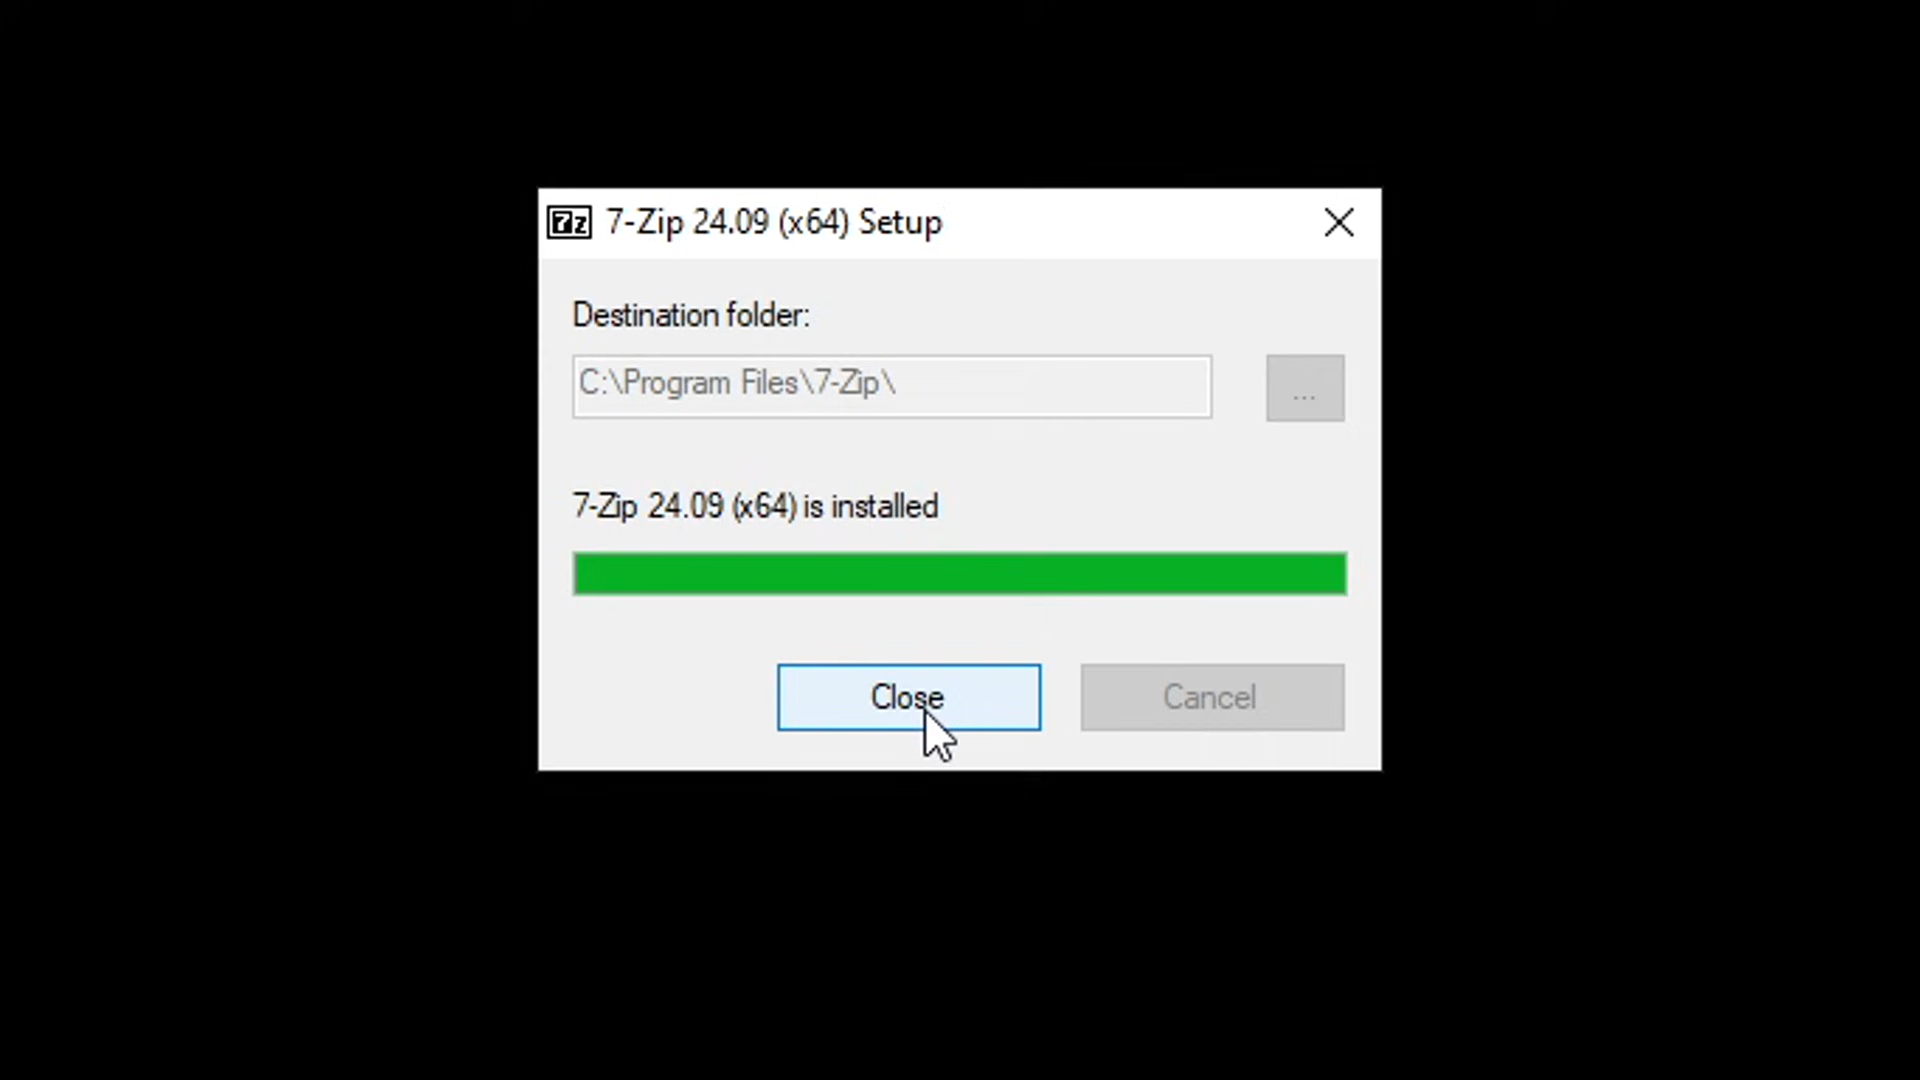 7z 7-Zip 24.09 (x64) Setup
Destination folder:
C:\Program Files\7-Zip\
...
7-Zip 24.09 (x64) is installed
Close
Cancel